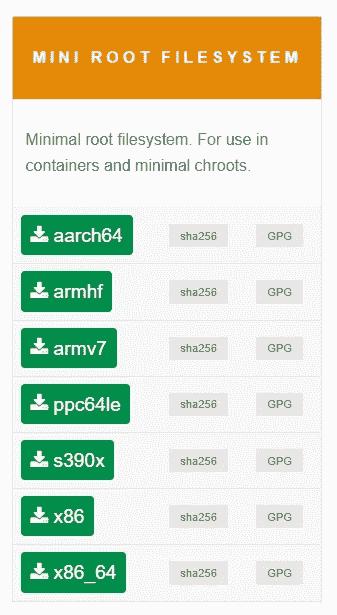 MINI ROOT FILESYSTEM
Minimal root filesystem. For use in
containers and minimal chroots.
aarch64 sha256 GPG
armhf sha256 GPG
armv7 sha256 GPG
ppc64le sha256 GPG
s390x sha256 GPG
x86 sha256 GPG
x86_64 sha256 GPG